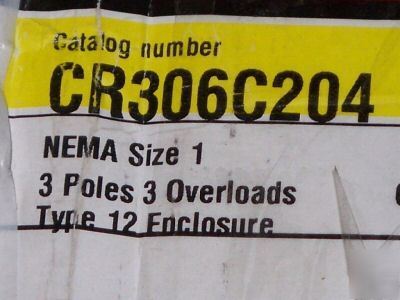 Catalog number
CR306C204
NEMA Size 1
3 Poles 3 Overloads
Type 12 Enclosure